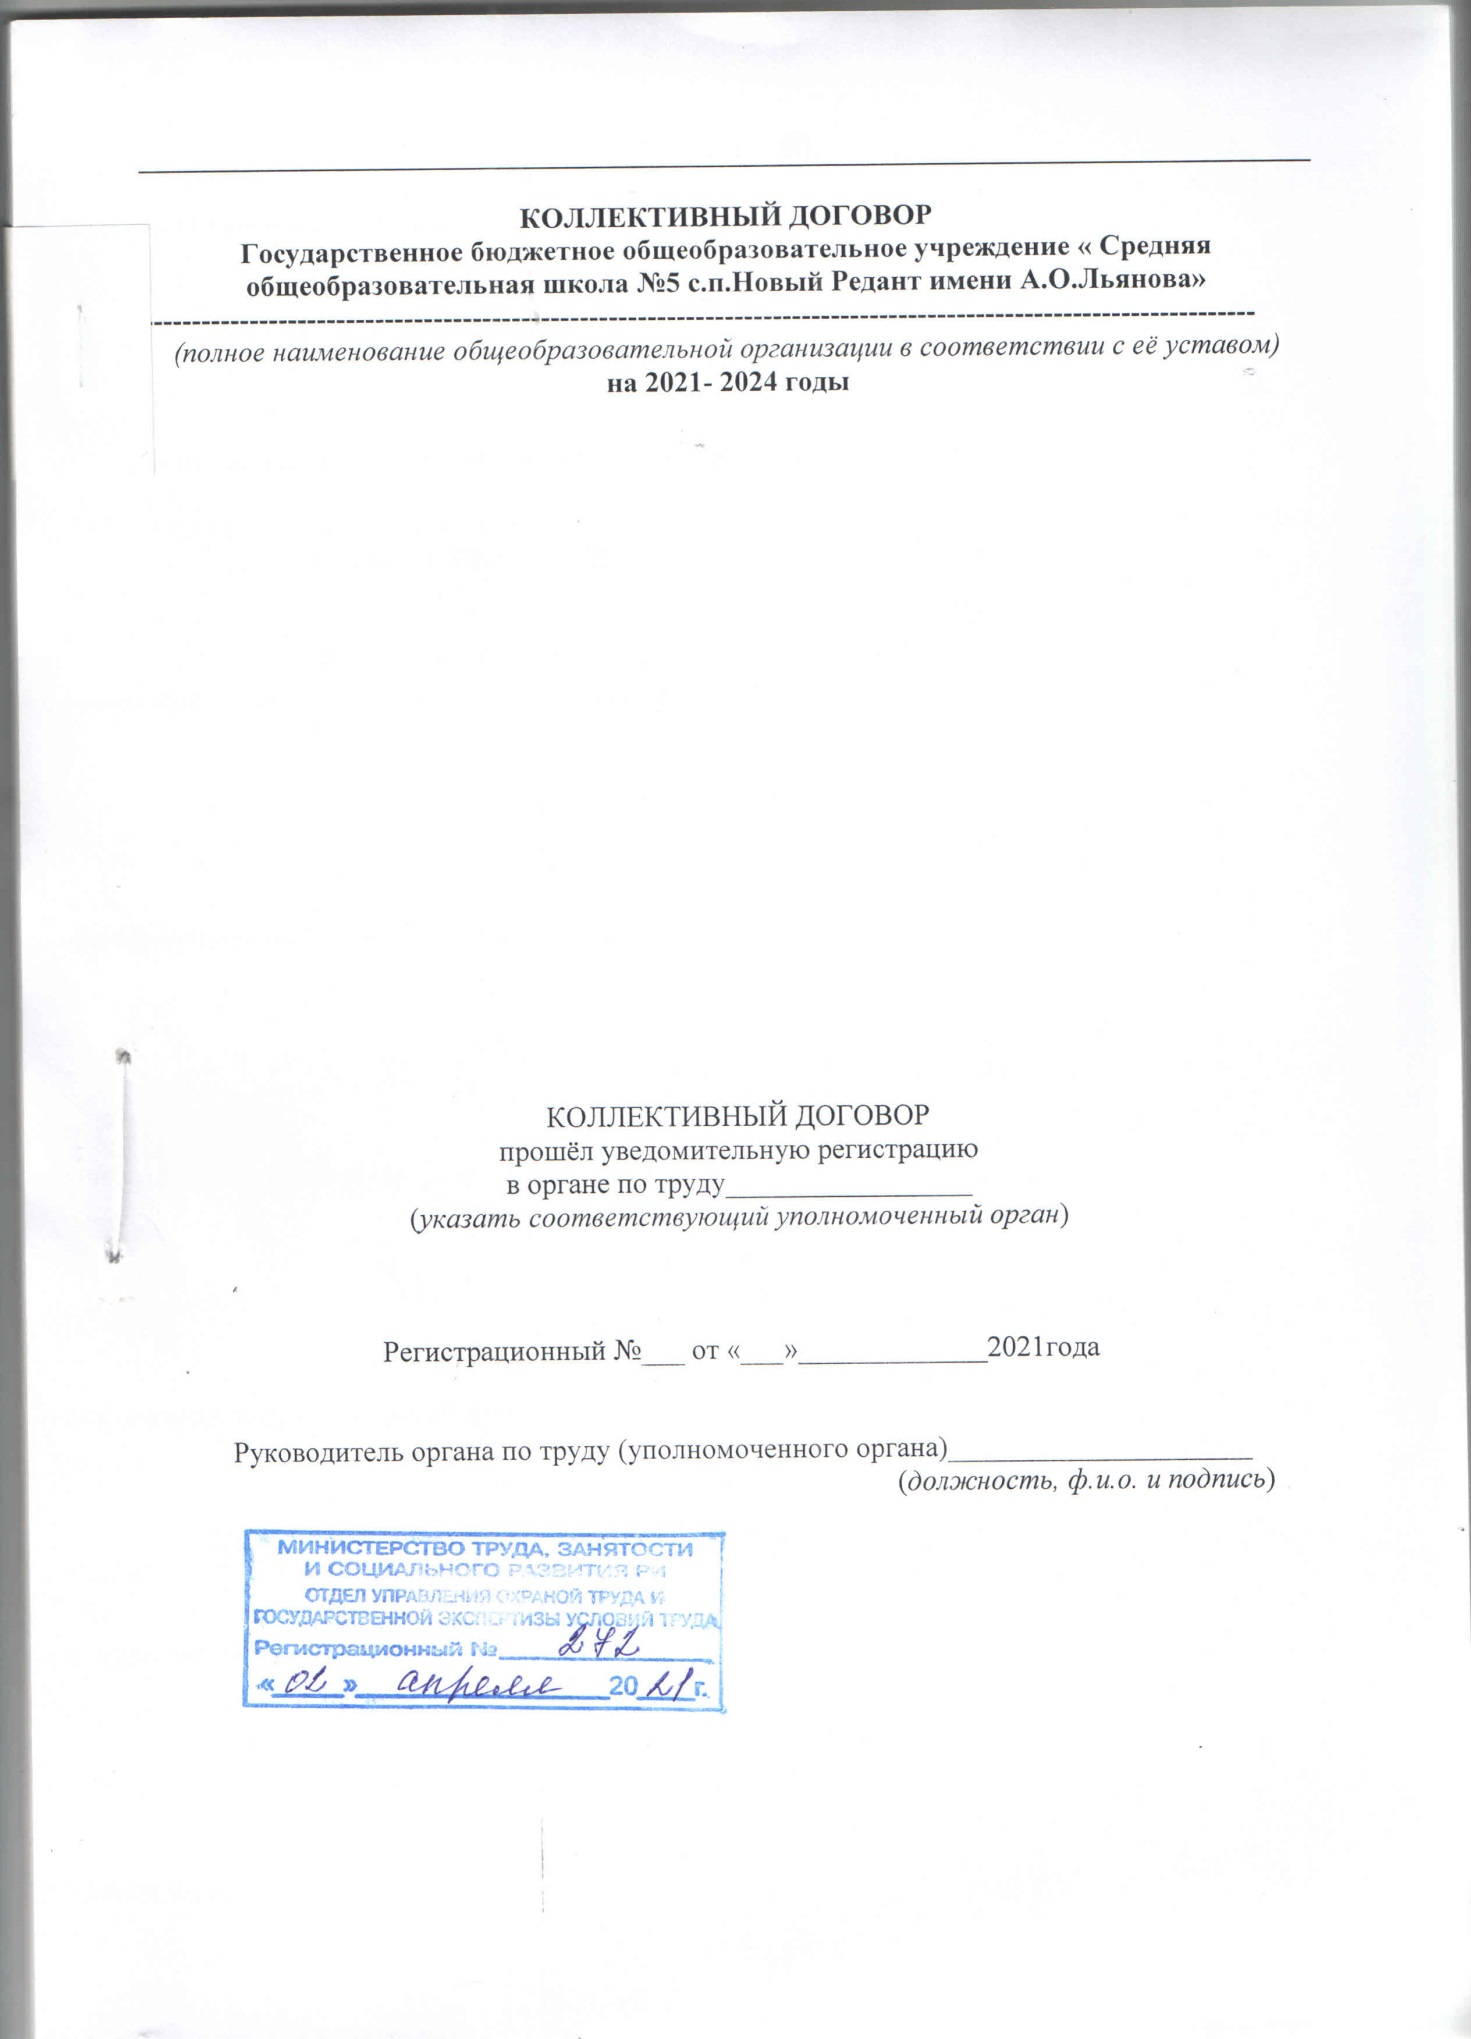 КОЛЛЕКТИВНЫЙ ДОГОВОР
Государственное бюджетное общеобразовательное учреждение « Средняя
общеобразовательная школа №5 с.п.Новый Редант имени А.О.Льянова»
(полное наименование общеобразовательной организации в соответствии с её уставом)
на 2021- 2024 годы
КОЛЛЕКТИВНЫЙ ДОГОВОР
прошёл уведомительную регистрацию
в органе по труду_________________
(указать соответствующий уполномоченный орган)
Регистрационный №___ от «___»_____________2021года
Руководитель органа по труду (уполномоченного органа)_____________________
(должность, ф.и.о. и подпись)
МИНИСТЕРСТВО ТРУДА, ЗАНЯТОСТИ
И СОЦИАЛЬНОГО РАЗВИТИЯ РИ
ОТДЕЛ УПРАВЛЕНИЯ ОХРАНОЙ ТРУДА И
ГОСУДАРСТВЕННОЙ ЭКСПЕРТИЗЫ УСЛОВИЙ ТРУДА
Регистрационный № 272
«02» апреля 2021г.